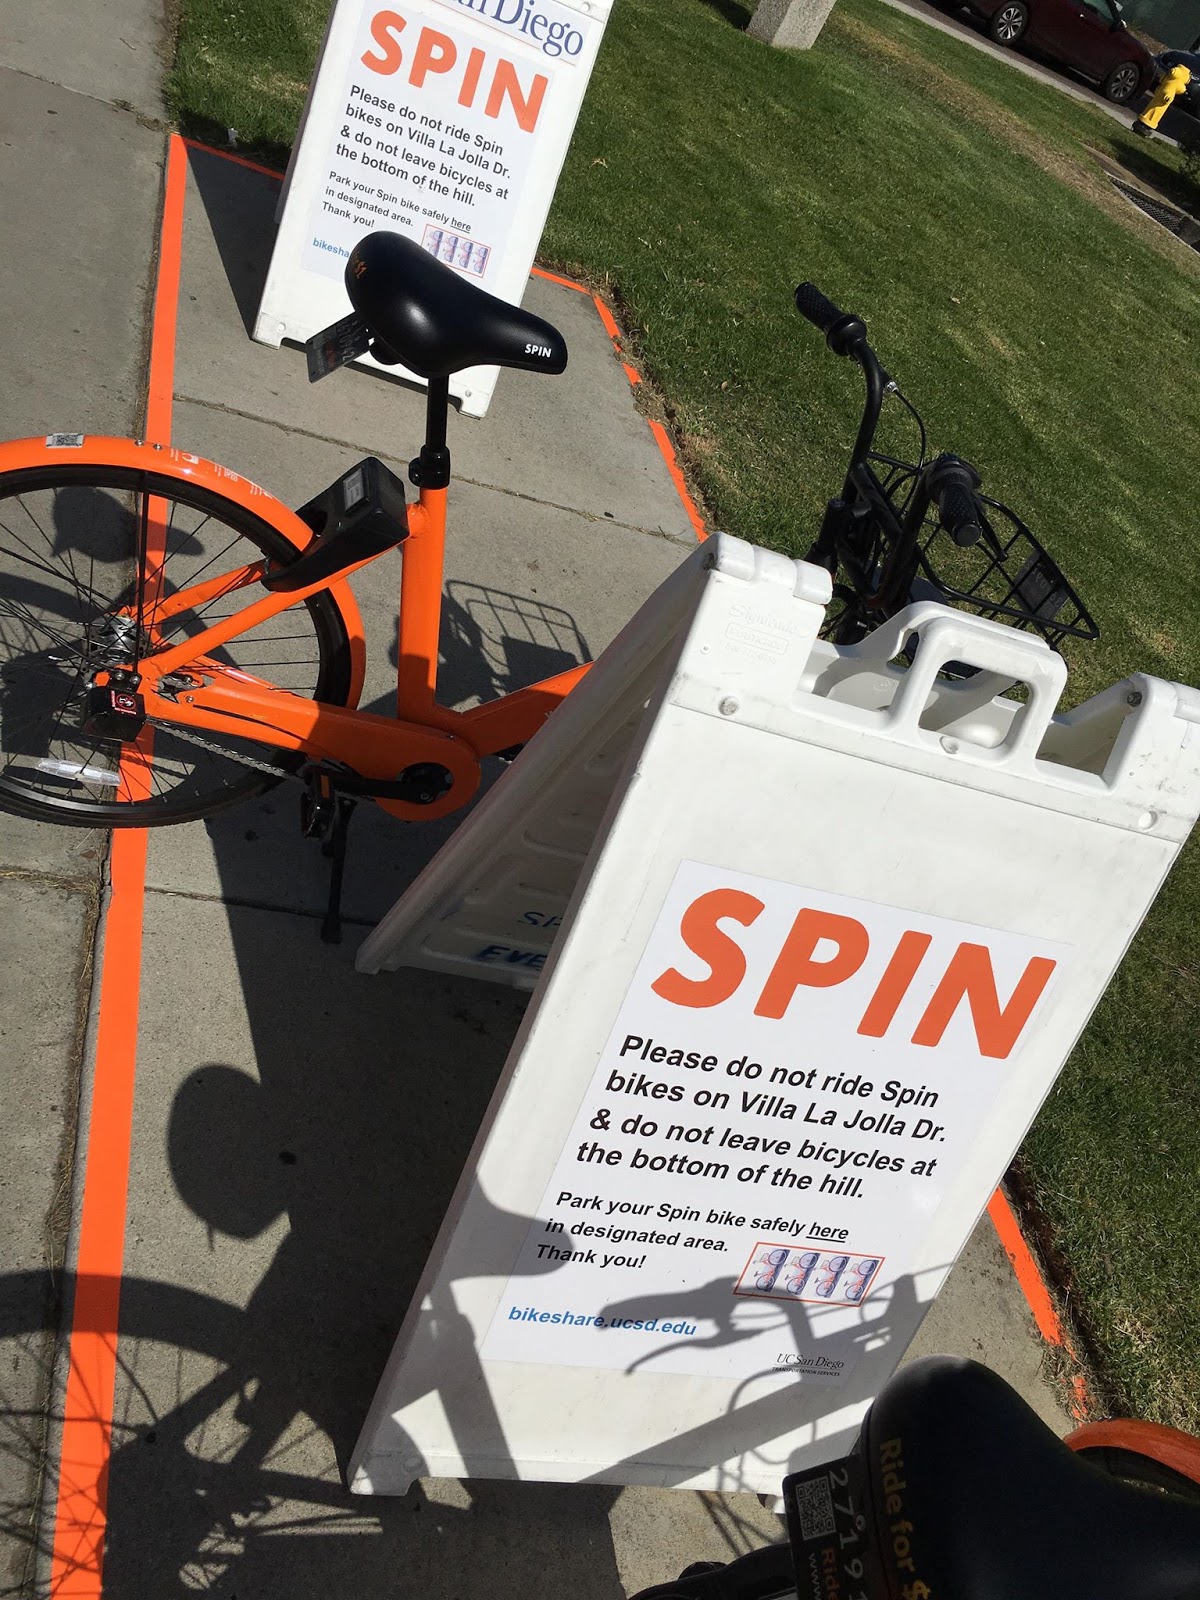 San Diego
SPIN
Please do not ride Spin
bikes on Villa La Jolla Dr.
& do not leave bicycles at
the bottom of the hill.
Park your Spin bike safely here
in designated area.
Thank you!
SPIN
SPIN
Please do not ride Spin
bikes on Villa La Jolla Dr.
& do not leave bicycles at
the bottom of the hill.
Park your Spin bike safely here
in designated area.
Thank you!
bikeshare.ucsd.edu
UC San Diego
TRANSPORTATION SERVICES
Ride for $
Ride
www.